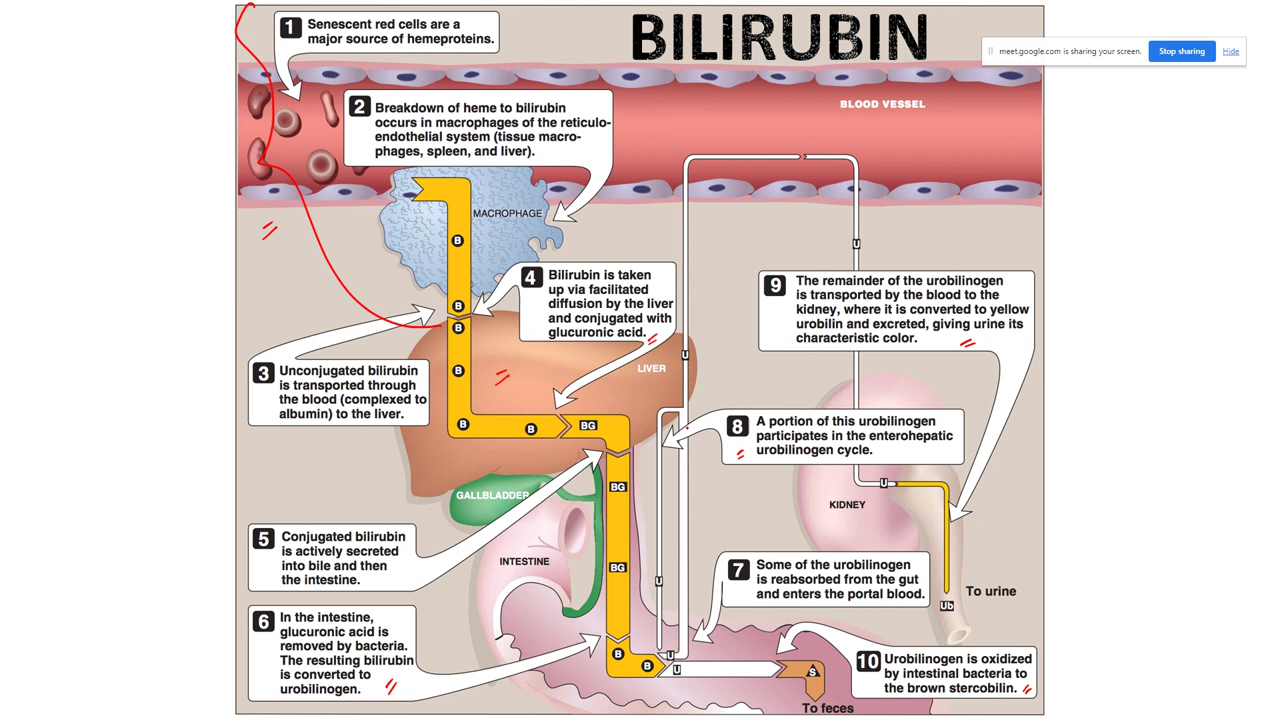 BILIRUBIN
meet.google.com is sharing your screen.
Stop sharing
Hide
1
Senescent red cells are a
major source of hemeproteins.
BLOOD VESSEL
2
Breakdown of heme to bilirubin
occurs in macrophages of the reticulo-
endothelial system (tissue macro-
phages, spleen, and liver).
MACROPHAGE
B
B
B
B
B
B
3
Unconjugated bilirubin
is transported through
the blood (complexed to
albumin) to the liver.
4
Bilirubin is taken
up via facilitated
diffusion by the liver
and conjugated with
glucuronic acid.
LIVER
BG
BG
BG
GALLBLADDER
5
Conjugated bilirubin
is actively secreted
into bile and then
the intestine.
INTESTINE
6
In the intestine,
glucuronic acid is
removed by bacteria.
The resulting bilirubin
is converted to
urobilinogen.
B
B
U
U
U
U
7
Some of the urobilinogen
is reabsorbed from the gut
and enters the portal blood.
8
A portion of this urobilinogen
participates in the enterohepatic
urobilinogen cycle.
9
The remainder of the urobilinogen
is transported by the blood to the
kidney, where it is converted to yellow
urobilin and excreted, giving urine its
characteristic color.
U
U
KIDNEY
Ub
To urine
10
Urobilinogen is oxidized
by intestinal bacteria to
the brown stercobilin.
S
To feces